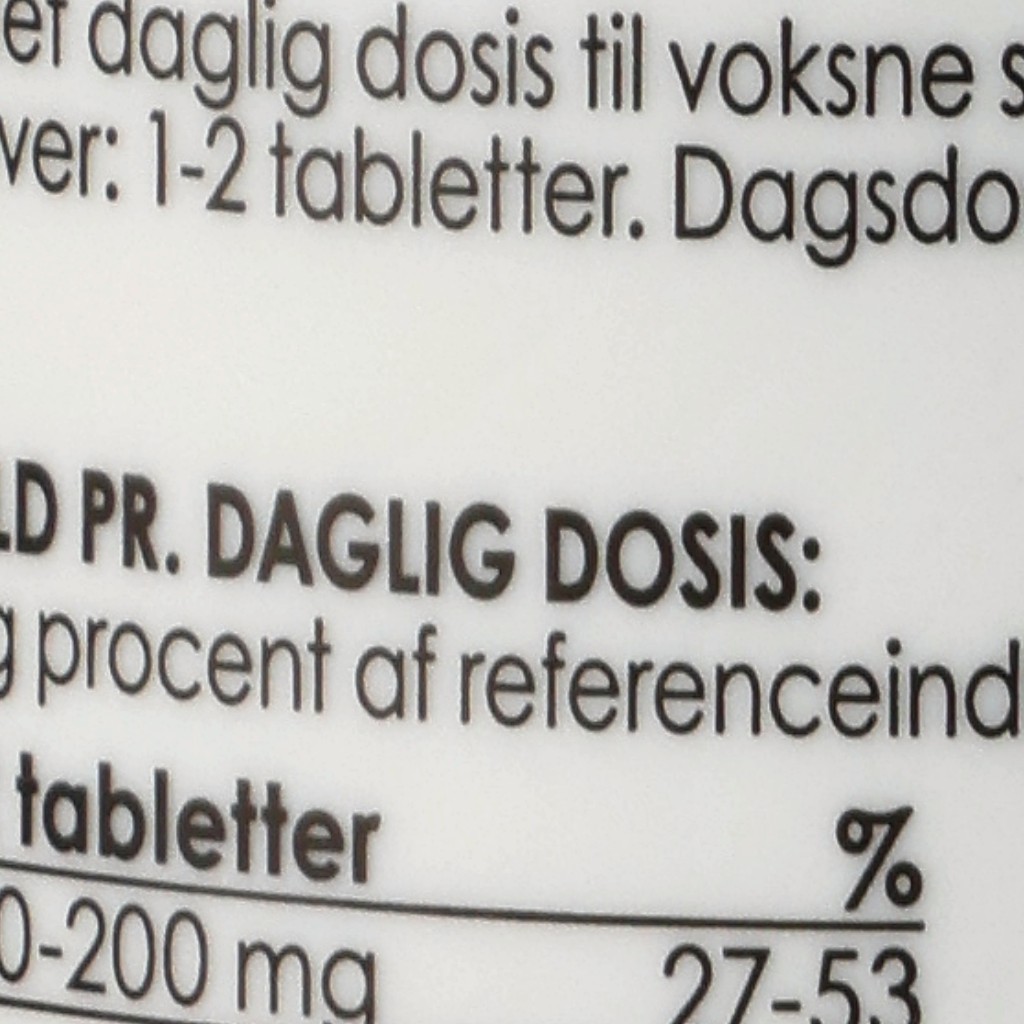 et daglig dosis til voksne s
ver: 1-2 tabletter. Dagsdo
LD PR. DAGLIG DOSIS:
g procent af referenceind
tabletter %
0-200 mg 27-53